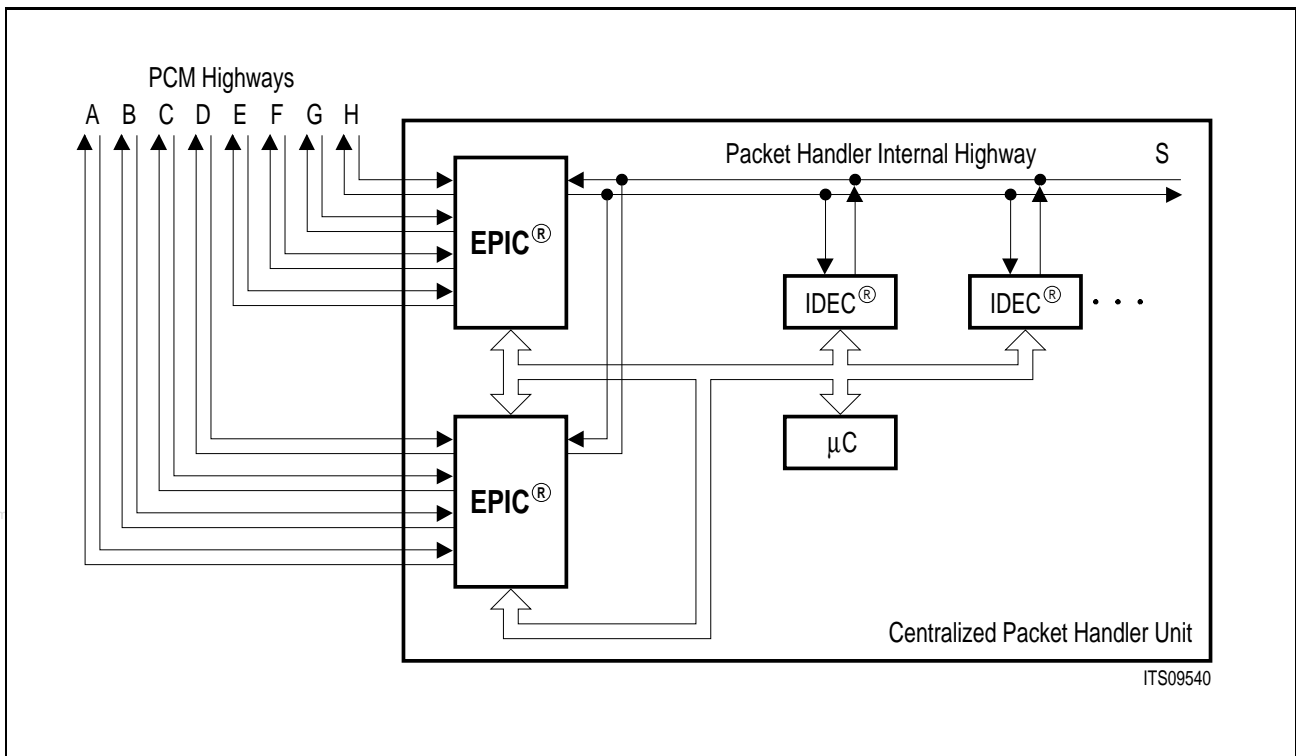 PCM Highways
A B C D E F G H
Packet Handler Internal Highway S
EPIC®
IDEC® IDEC® . . .
EPIC®
µC
Centralized Packet Handler Unit
ITS09540